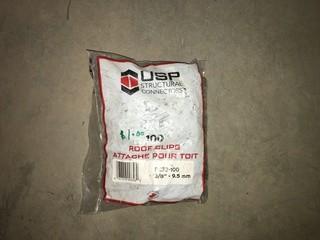 USP
STRUCTURAL
CONNECTORS
$1.00
100
ROOF CLIPS
ATTACHE POUR TOIT
3/8" - 9.5 mm